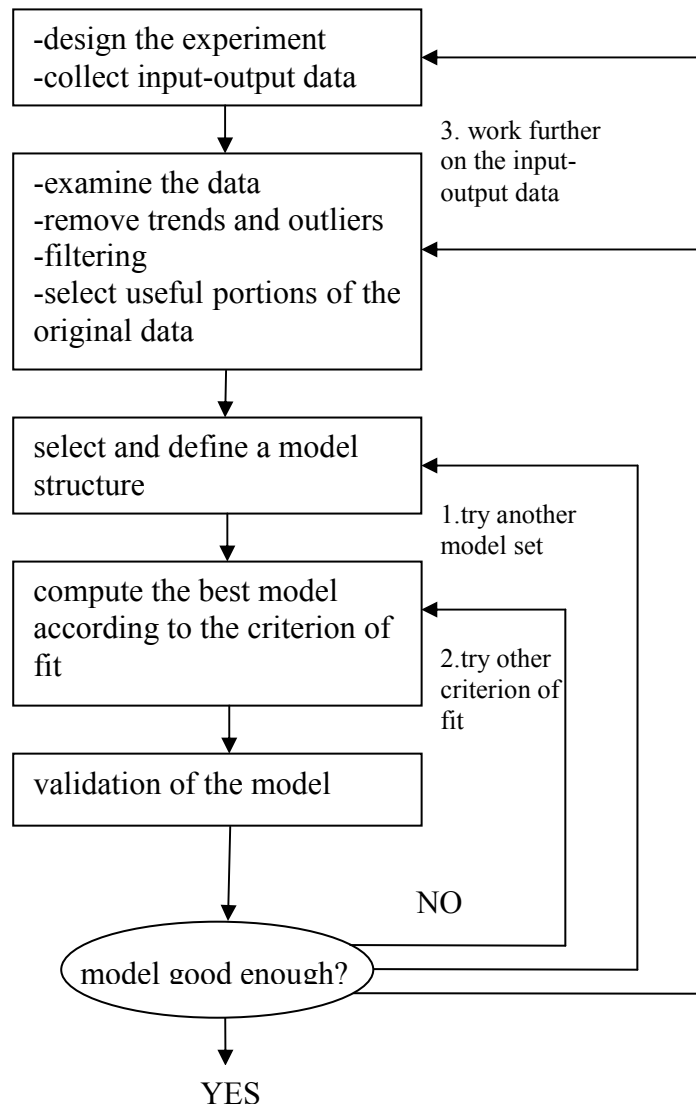 -design the experiment
-collect input-output data
3. work further
on the input-
output data
-examine the data
-remove trends and outliers
-filtering
-select useful portions of the
original data
select and define a model
structure
1.try another
model set
compute the best model
according to the criterion of
fit
2.try other
criterion of
fit
validation of the model
NO
model good enough?
YES